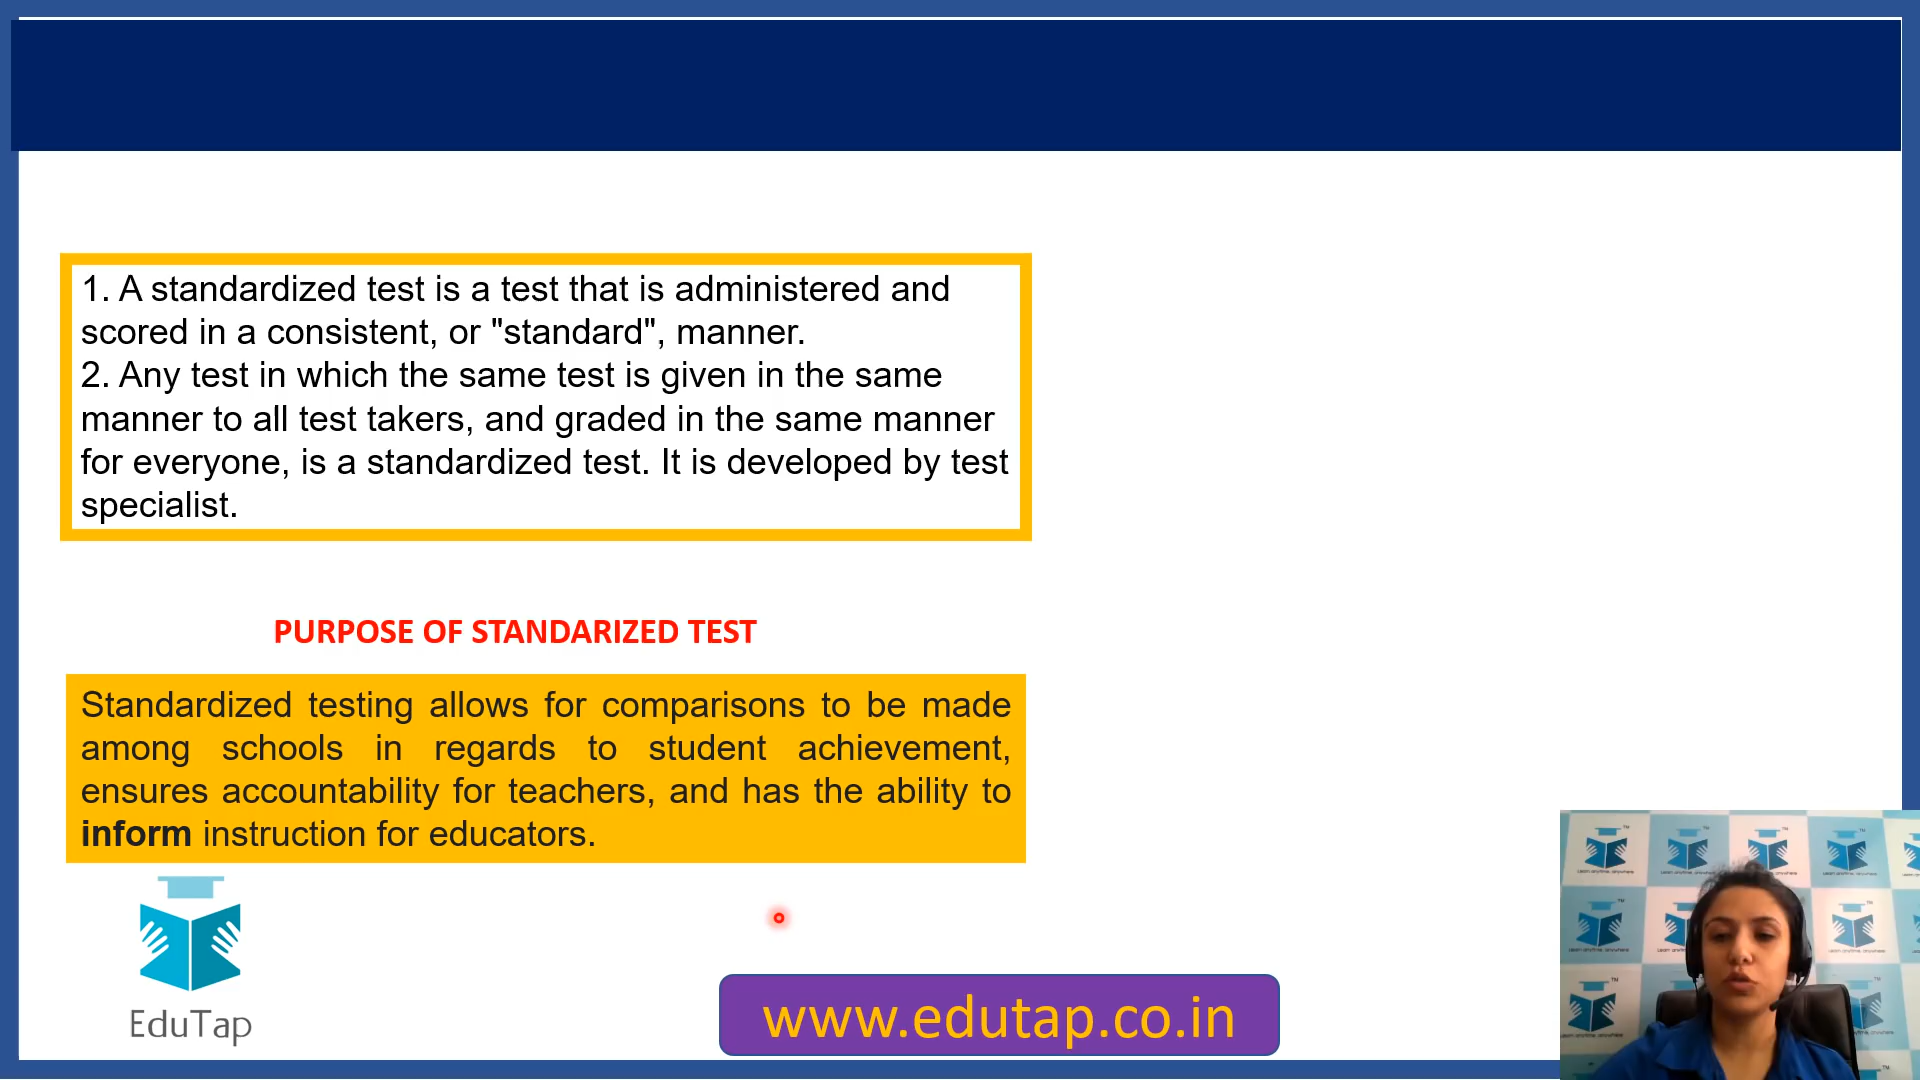 1. A standardized test is a test that is administered and
scored in a consistent, or "standard", manner.
2. Any test in which the same test is given in the same
manner to all test takers, and graded in the same manner
for everyone, is a standardized test. It is developed by test
specialist.
PURPOSE OF STANDARIZED TEST
Standardized testing allows for comparisons to be made
among schools in regards to student achievement,
ensures accountability for teachers, and has the ability to
inform instruction for educators.
EduTap
www.edutap.co.in